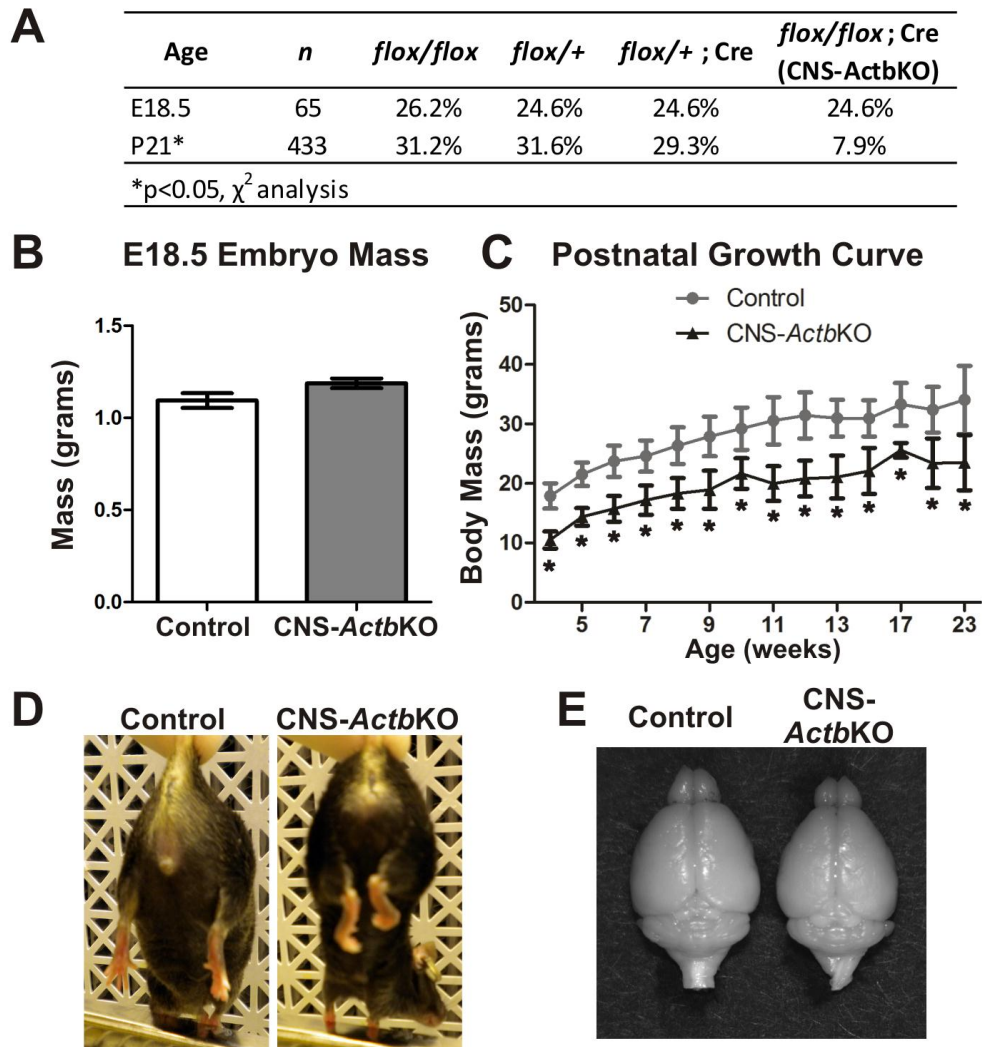 A
Age n flox/flox flox/+ flox/+ ; Cre flox/flox ; Cre (CNS-ActbKO)
E18.5 65 26.2% 24.6% 24.6% 24.6%
P21* 433 31.2% 31.6% 29.3% 7.9%
*p<0.05, χ² analysis
B E18.5 Embryo Mass
Mass (grams)
1.5
1.0
0.5
0.0
Control CNS-ActbKO
C Postnatal Growth Curve
Control
CNS-ActbKO
Body Mass (grams)
50
40
30
20
10
0
* * * * * * * * * * * * * *
5 7 9 11 13 17 23
Age (weeks)
D
Control CNS-ActbKO
E
Control
CNS-
ActbKO